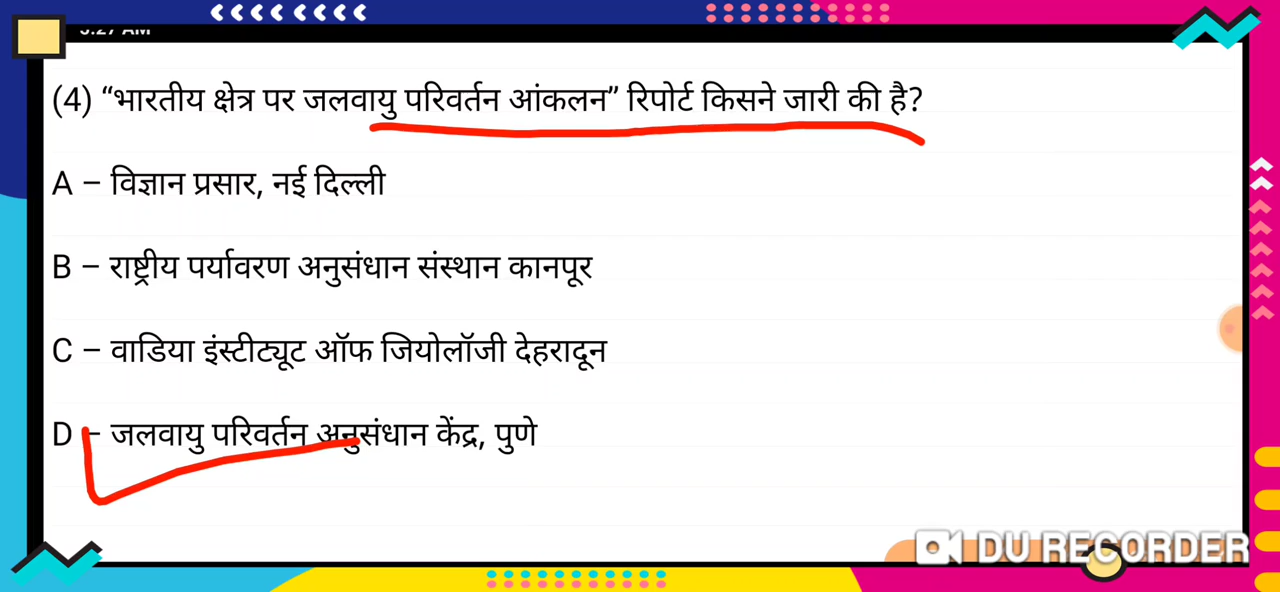 (4) “भारतीय क्षेत्र पर जलवायु परिवर्तन आंकलन” रिपोर्ट किसने जारी की है?
A – विज्ञान प्रसार, नई दिल्ली
B – राष्ट्रीय पर्यावरण अनुसंधान संस्थान कानपूर
C – वाडिया इंस्टीट्यूट ऑफ जियोलॉजी देहरादून
D – जलवायु परिवर्तन अनुसंधान केंद्र, पुणे
DU RECORDER